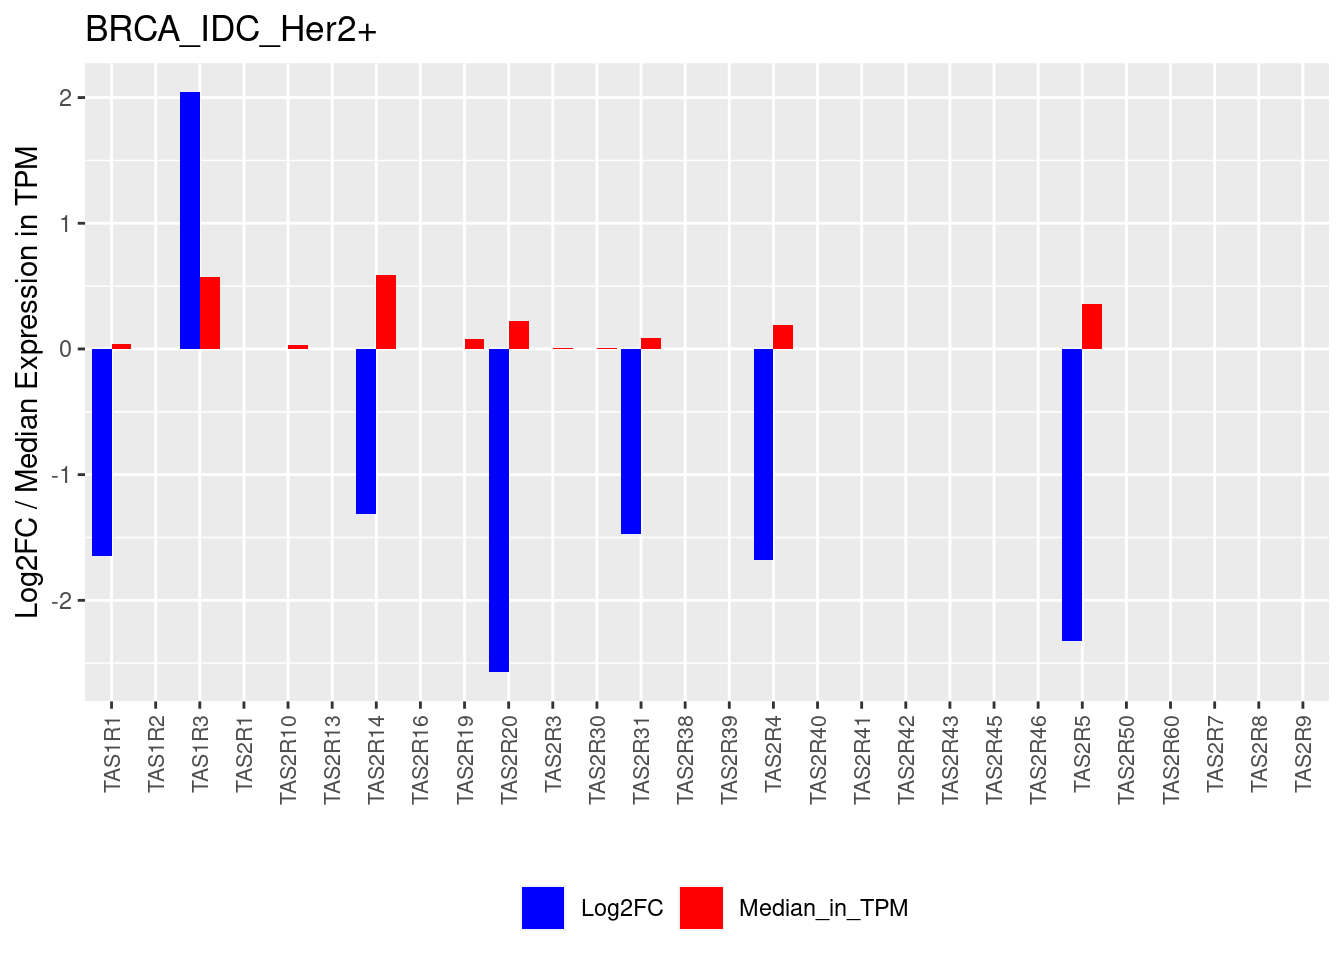 BRCA_IDC_Her2+
Log2FC / Median Expression in TPM
2
1
0
-1
-2
TAS1R1
TAS1R2
TAS1R3
TAS2R1
TAS2R10
TAS2R13
TAS2R14
TAS2R16
TAS2R19
TAS2R20
TAS2R3
TAS2R30
TAS2R31
TAS2R38
TAS2R39
TAS2R4
TAS2R40
TAS2R41
TAS2R42
TAS2R43
TAS2R45
TAS2R46
TAS2R5
TAS2R50
TAS2R60
TAS2R7
TAS2R8
TAS2R9
Log2FC
Median_in_TPM